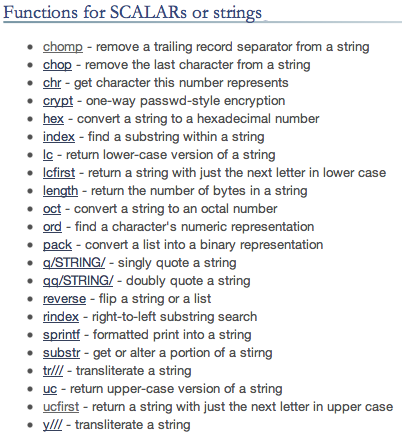 Functions for SCALARs or strings
chomp - remove a trailing record separator from a string
chop - remove the last character from a string
chr - get character this number represents
crypt - one-way passwd-style encryption
hex - convert a string to a hexadecimal number
index - find a substring within a string
lc - return lower-case version of a string
lcfirst - return a string with just the next letter in lower case
length - return the number of bytes in a string
oct - convert a string to an octal number
ord - find a character's numeric representation
pack - convert a list into a binary representation
q/STRING/ - singly quote a string
qq/STRING/ - doubly quote a string
reverse - flip a string or a list
rindex - right-to-left substring search
sprintf - formatted print into a string
substr - get or alter a portion of a stirng
tr/// - transliterate a string
uc - return upper-case version of a string
ucfirst - return a string with just the next letter in upper case
y/// - transliterate a string